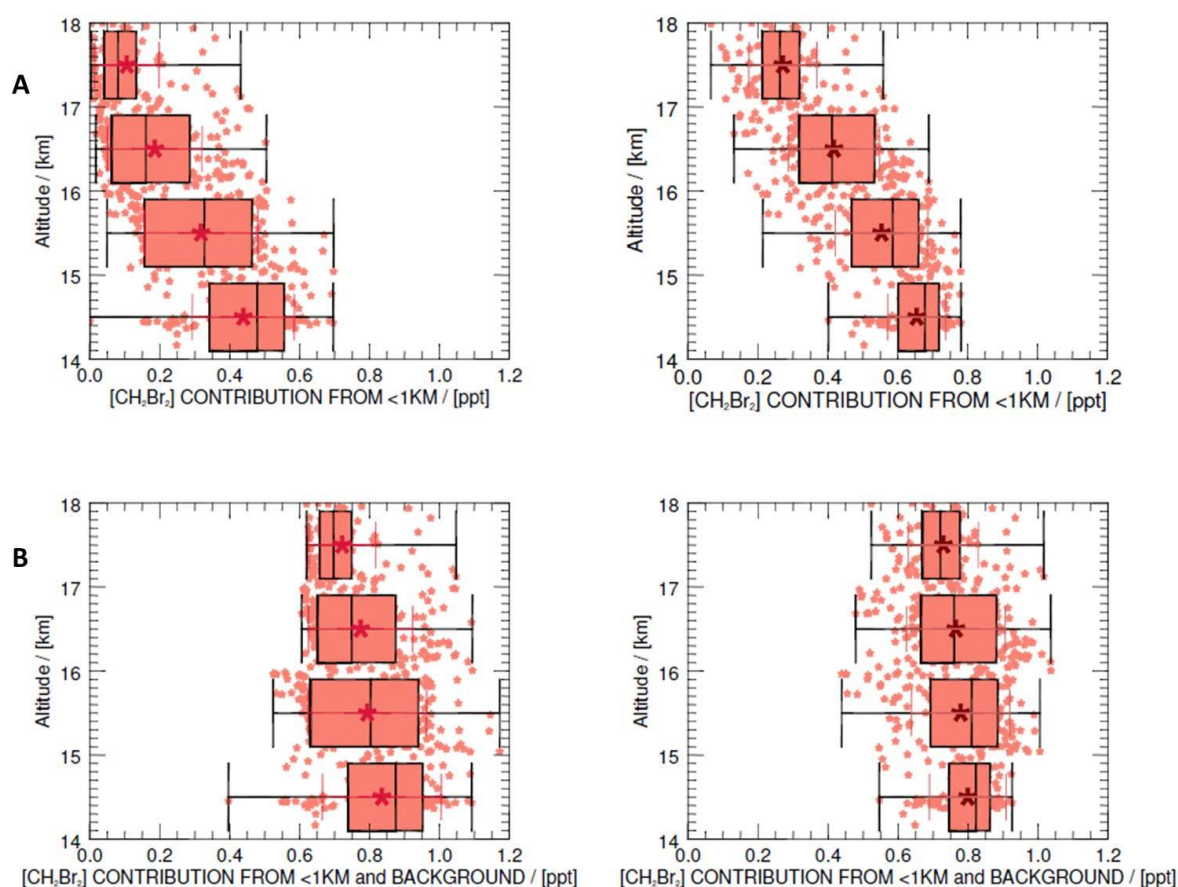 A
18
17
16
15
14
Altitude / [km]
0.0 0.2 0.4 0.6 0.8 1.0 1.2
[CH₂Br₂] CONTRIBUTION FROM <1KM / [ppt]
18
17
16
15
14
Altitude / [km]
0.0 0.2 0.4 0.6 0.8 1.0 1.2
[CH₂Br₂] CONTRIBUTION FROM <1KM / [ppt]
B
18
17
16
15
14
Altitude / [km]
0.0 0.2 0.4 0.6 0.8 1.0 1.2
[CH₂Br₂] CONTRIBUTION FROM <1KM and BACKGROUND / [ppt]
18
17
16
15
14
Altitude / [km]
0.0 0.2 0.4 0.6 0.8 1.0 1.2
[CH₂Br₂] CONTRIBUTION FROM <1KM and BACKGROUND / [ppt]